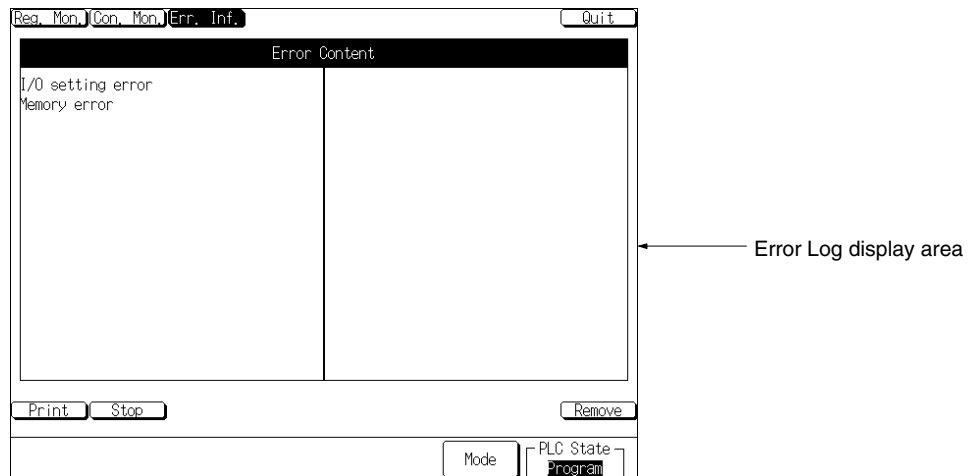 Reg. Mon. Con. Mon. Err. Inf. Quit
Error Content
I/O setting error
Memory error
Error Log display area
Print Stop Remove
Mode PLC State
Program